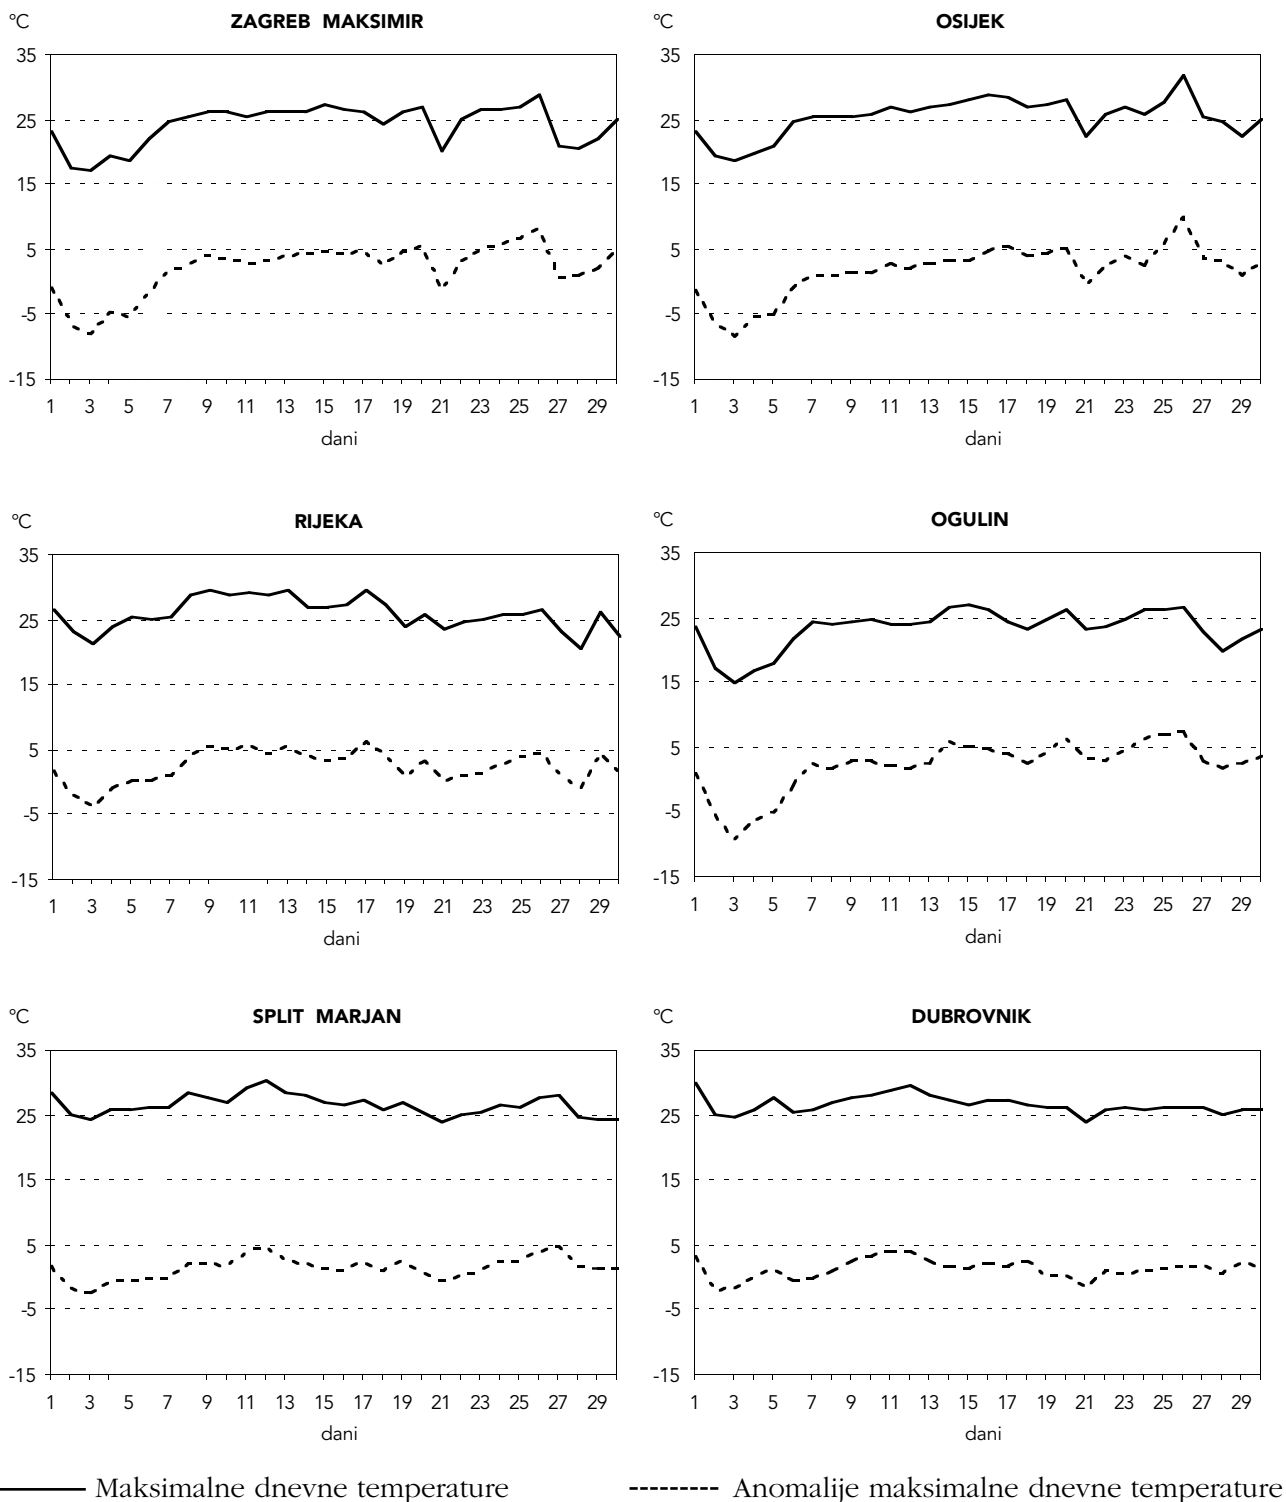 °C ZAGREB MAKSIMIR
35
25
15
5
-5
-15
1 3 5 7 9 11 13 15 17 19 21 23 25 27 29
dani
°C OSIJEK
35
25
15
5
-5
-15
1 3 5 7 9 11 13 15 17 19 21 23 25 27 29
dani
°C RIJEKA
35
25
15
5
-5
-15
1 3 5 7 9 11 13 15 17 19 21 23 25 27 29
dani
°C OGULIN
35
25
15
5
-5
-15
1 3 5 7 9 11 13 15 17 19 21 23 25 27 29
dani
°C SPLIT MARJAN
35
25
15
5
-5
-15
1 3 5 7 9 11 13 15 17 19 21 23 25 27 29
dani
°C DUBROVNIK
35
25
15
5
-5
-15
1 3 5 7 9 11 13 15 17 19 21 23 25 27 29
dani
Maksimalne dnevne temperature
Anomalije maksimalne dnevne temperature